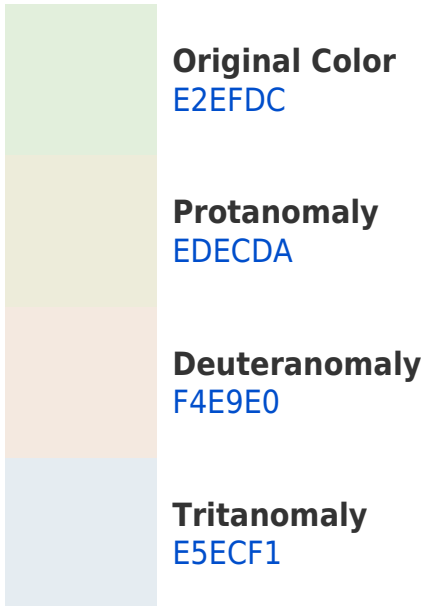 Original Color
E2EFDC
Protanomaly
EDECDA
Deuteranomaly
F4E9E0
Tritanomaly
E5ECF1